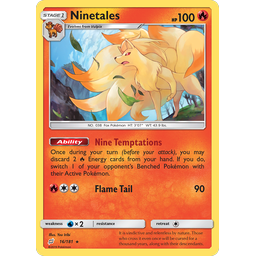 STAGE 1
Ninetales
HP 100
Evolves from Vulpix
NO. 038 Fox Pokémon HT: 3'07" WT: 43.9 lbs.
Ability Nine Temptations
Once during your turn (before your attack), you may
discard 2 Energy cards from your hand. If you do,
switch 1 of your opponent's Benched Pokémon with
their Active Pokémon.
Flame Tail 90
weakness ×2 resistance retreat
16/181